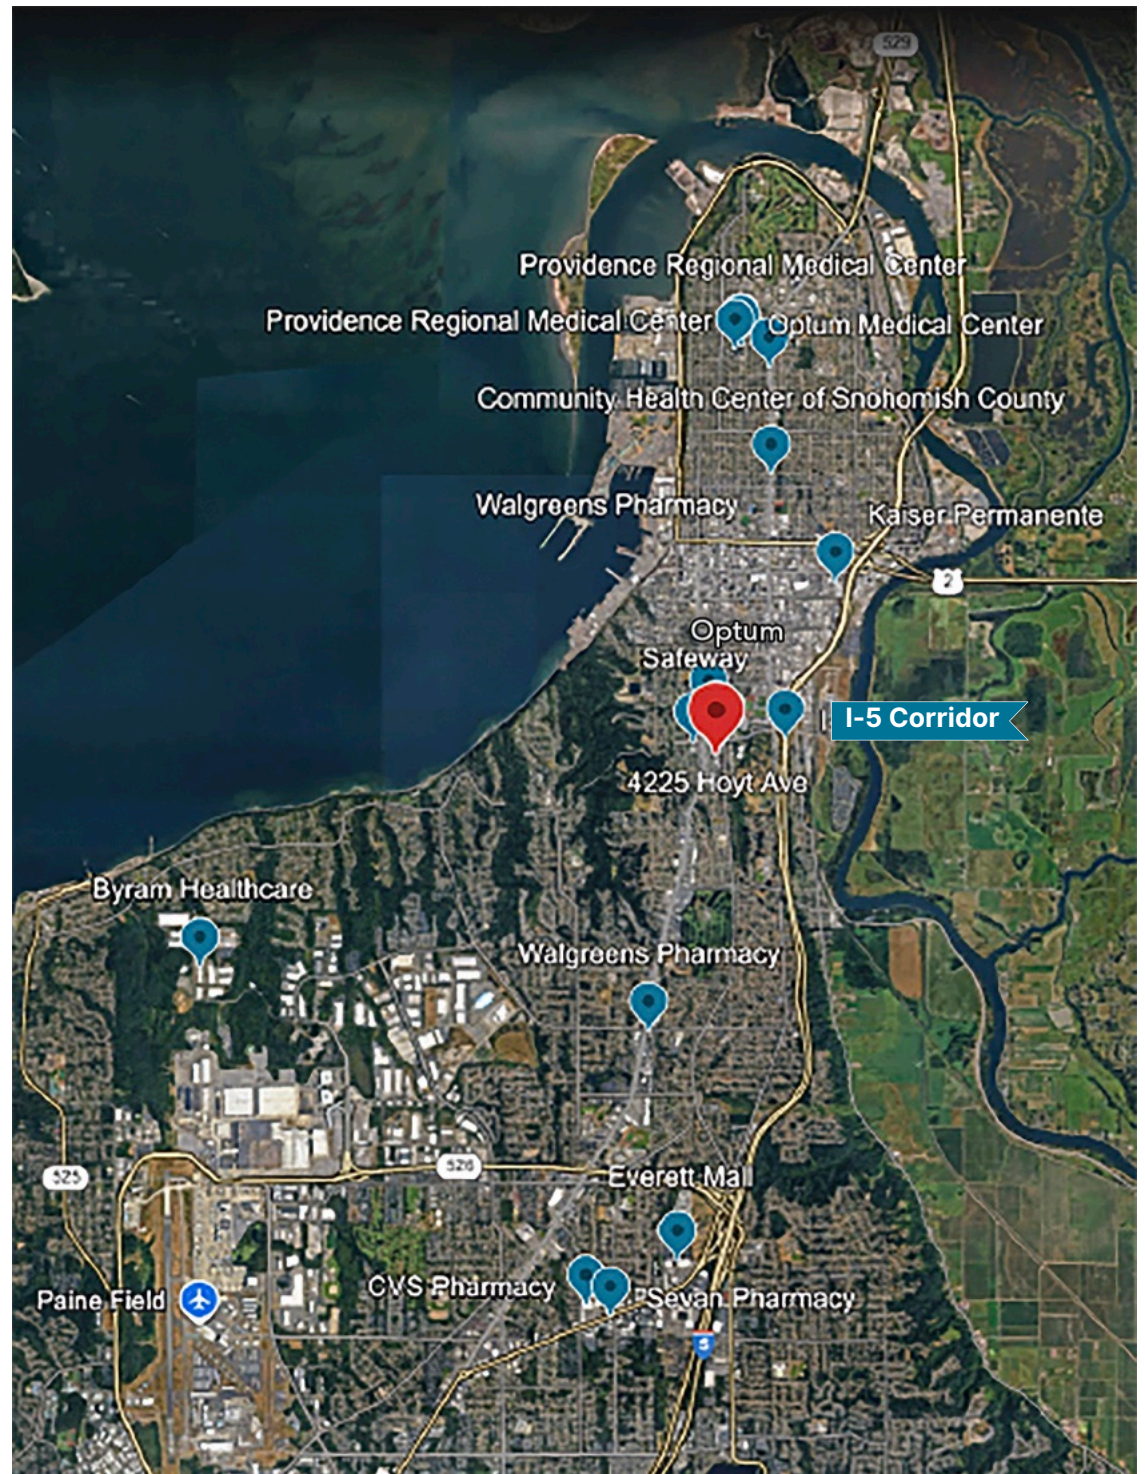 529
Providence Regional Medical Center
Providence Regional Medical Center
Optum Medical Center
Community Health Center of Snohomish County
Walgreens Pharmacy
Kaiser Permanente
2
Optum
Safeway
I-5 Corridor
4225 Hoyt Ave
Byram Healthcare
Walgreens Pharmacy
525
526
Everett Mall
CVS Pharmacy
Sevan Pharmacy
Paine Field
5